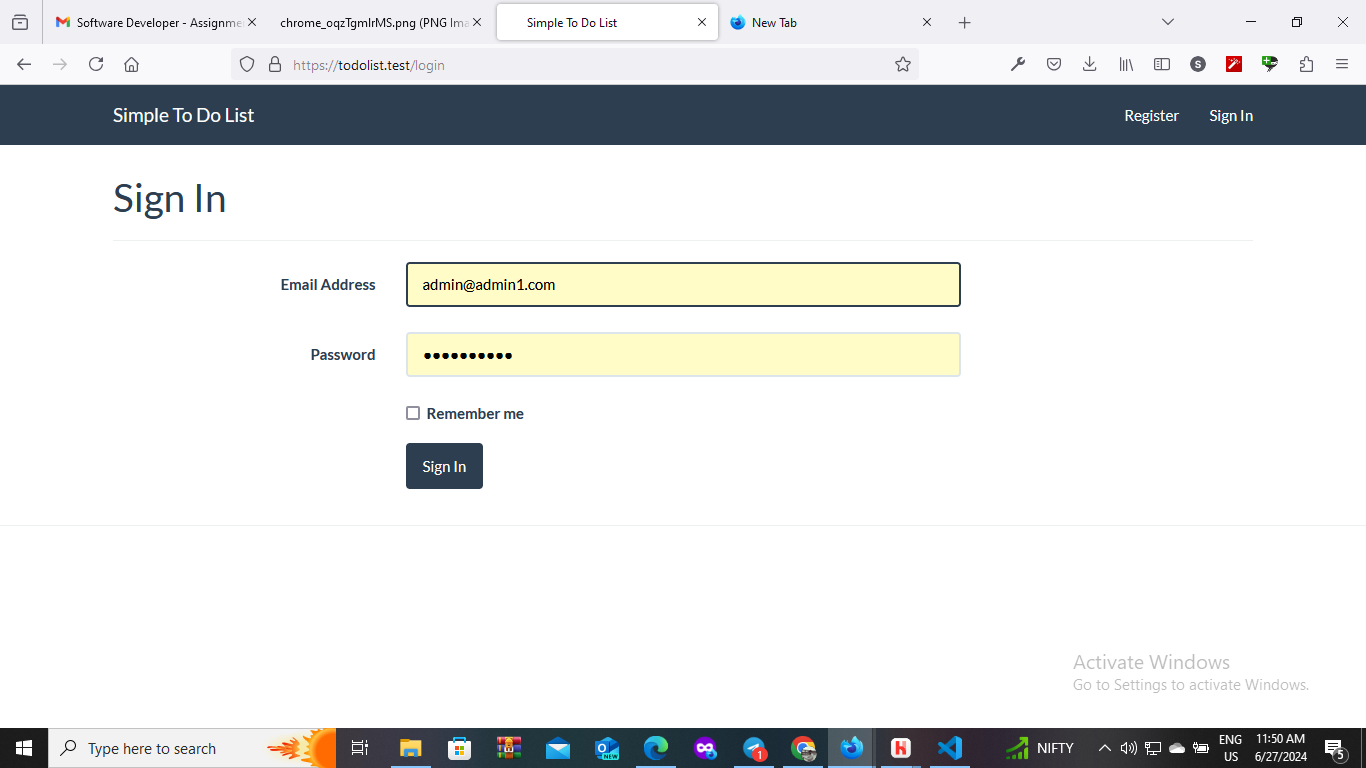 Software Developer - Assignme
chrome_oqzTgmlrMS.png (PNG Ima
Simple To Do List
New Tab
https://todolist.test/login
S
Simple To Do List
Register
Sign In
Sign In
Email Address
admin@admin1.com
Password
Remember me
Sign In
Activate Windows
Go to Settings to activate Windows.
Type here to search
NEW
1
NIFTY
ENG
US
11:50 AM
6/27/2024
5